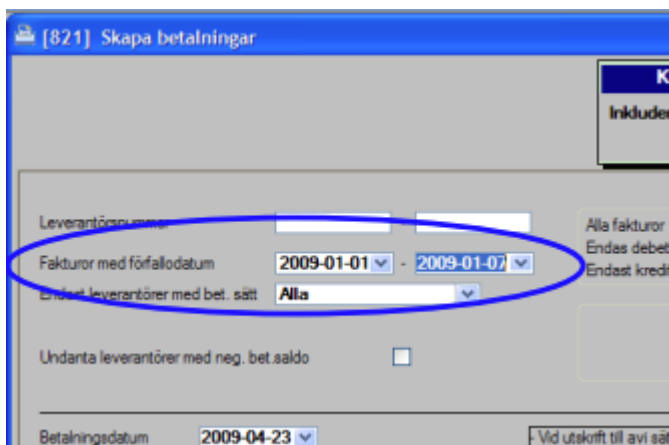 [821] Skapa betalningar
K
Inkluder
Leverantörsnummer -
Alla fakturor
Endas debet
Fakturor med förfallodatum 2009-01-01 - 2009-01-07
Endast kredit
Endast leverantörer med bet. sätt Alla
Undanta leverantörer med neg. bet.saldo
Betalningsdatum 2009-04-23
- Vid utskrift till avi sät